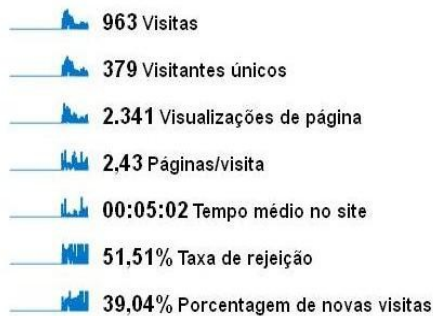 963 Visitas
379 Visitantes únicos
2.341 Visualizações de página
2,43 Páginas/visita
00:05:02 Tempo médio no site
51,51% Taxa de rejeição
39,04% Porcentagem de novas visitas